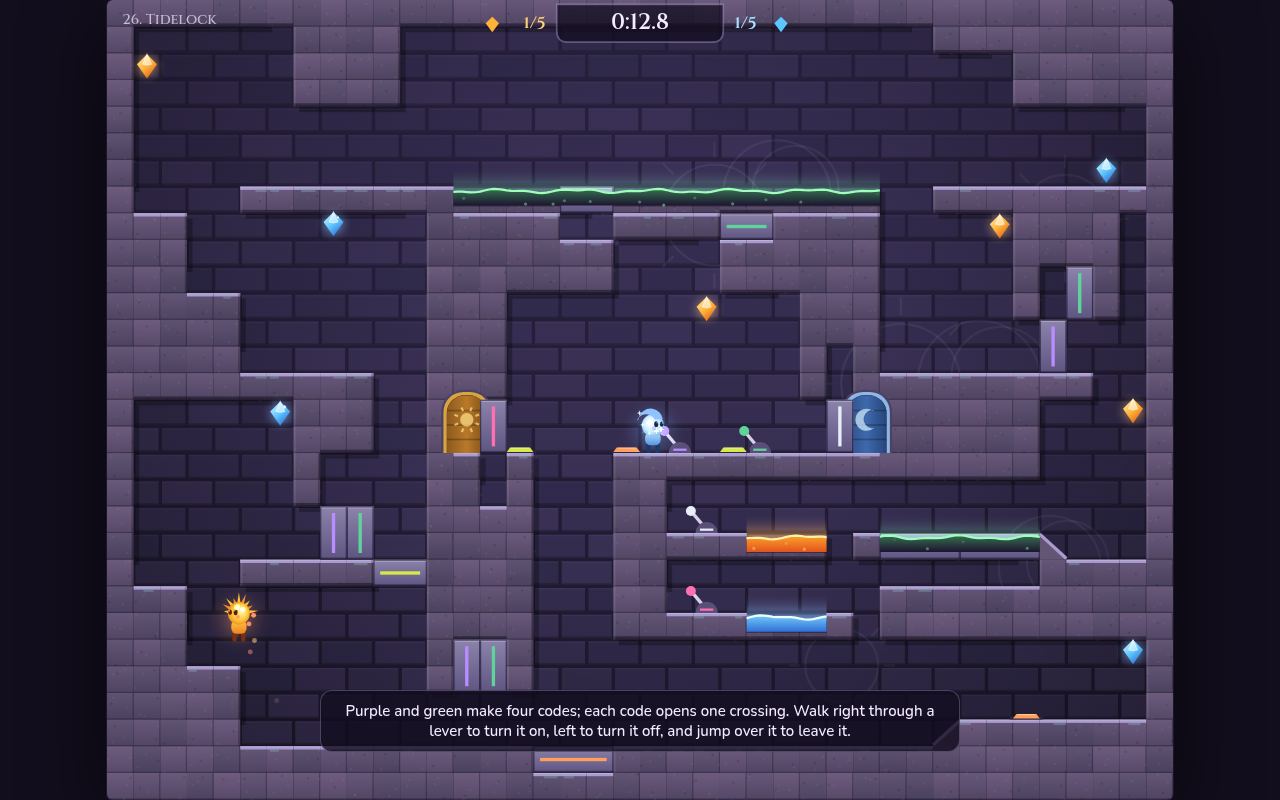 26. Tidelock
1/5
0:12.8
1/5
Purple and green make four codes; each code opens one crossing. Walk right through a
lever to turn it on, left to turn it off, and jump over it to leave it.